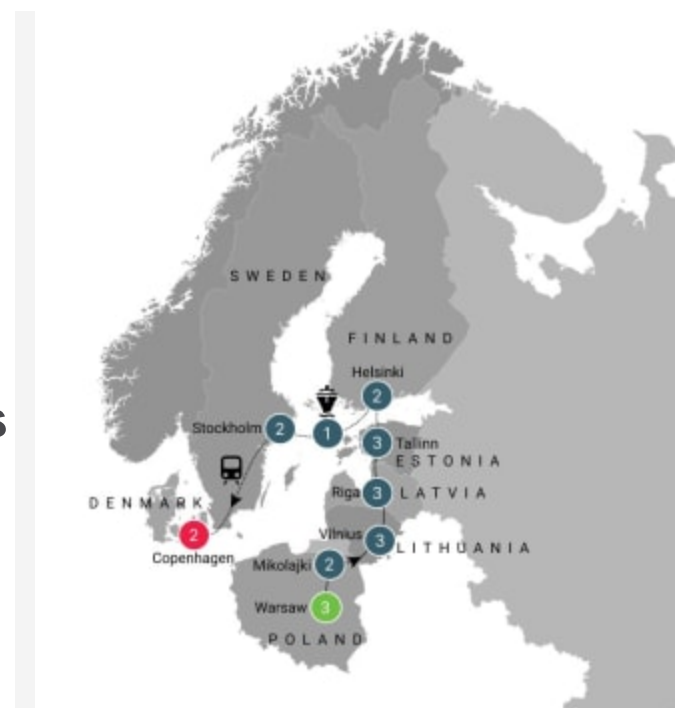 SWEDEN
FINLAND
Helsinki
2
Stockholm
2
1
3
Tallinn
ESTONIA
S
DENMARK
Riga
3
LATVIA
2
Copenhagen
Vilnius
3
LITHUANIA
Mikolajki
2
Warsaw
3
POLAND